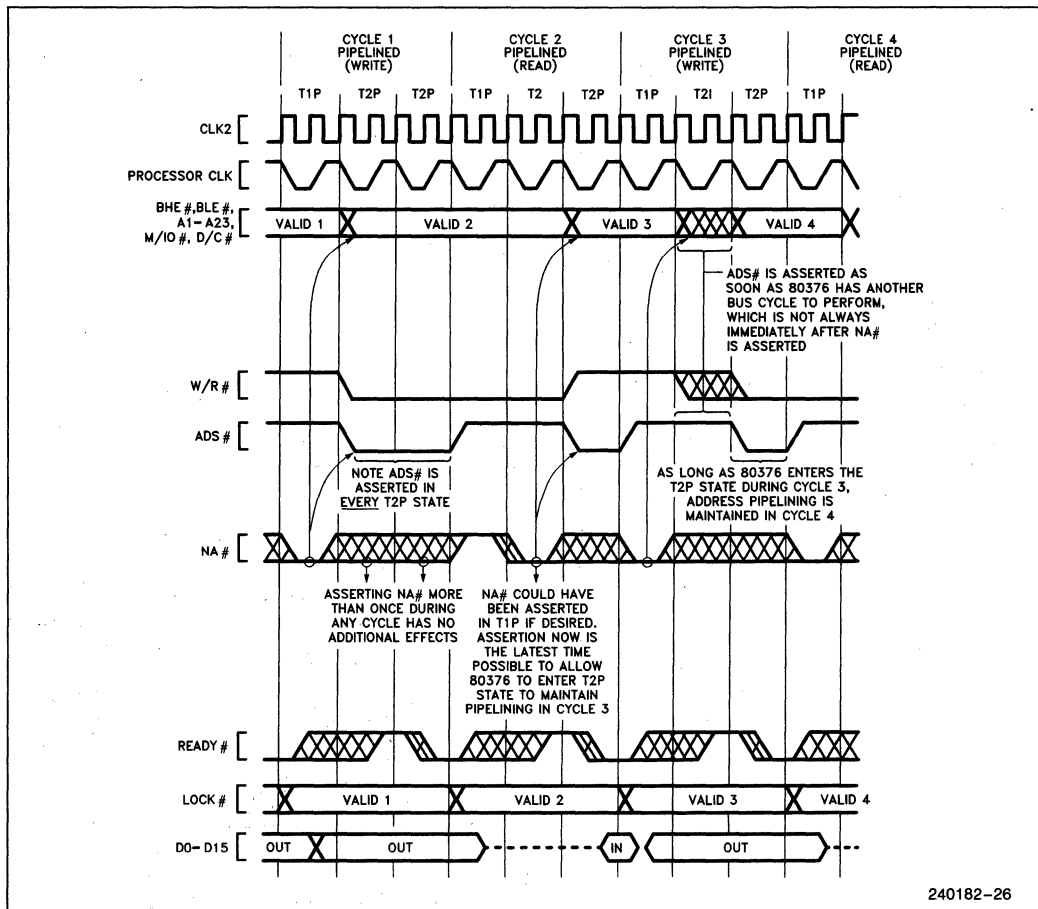 CYCLE 1 CYCLE 2 CYCLE 3 CYCLE 4
PIPELINED PIPELINED PIPELINED PIPELINED
(WRITE) (READ) (WRITE) (READ)
T1P T2P T2P T1P T2 T2P T1P T2I T2P T1P
CLK2
PROCESSOR CLK
BHE #,BLE #,
A1-A23,
M/IO #, D/C #
VALID 1 VALID 2 VALID 3 VALID 4
ADS# IS ASSERTED AS
SOON AS 80376 HAS ANOTHER
BUS CYCLE TO PERFORM,
WHICH IS NOT ALWAYS
IMMEDIATELY AFTER NA#
IS ASSERTED
W/R #
ADS #
NOTE ADS# IS
ASSERTED IN
EVERY T2P STATE
AS LONG AS 80376 ENTERS THE
T2P STATE DURING CYCLE 3,
ADDRESS PIPELINING IS
MAINTAINED IN CYCLE 4
NA #
ASSERTING NA# MORE
THAN ONCE DURING
ANY CYCLE HAS NO
ADDITIONAL EFFECTS
NA# COULD HAVE
BEEN ASSERTED
IN T1P IF DESIRED.
ASSERTION NOW IS
THE LATEST TIME
POSSIBLE TO ALLOW
80376 TO ENTER T2P
STATE TO MAINTAIN
PIPELINING IN CYCLE 3
READY #
LOCK # VALID 1 VALID 2 VALID 3 VALID 4
D0-D15 OUT OUT IN OUT
240182-26